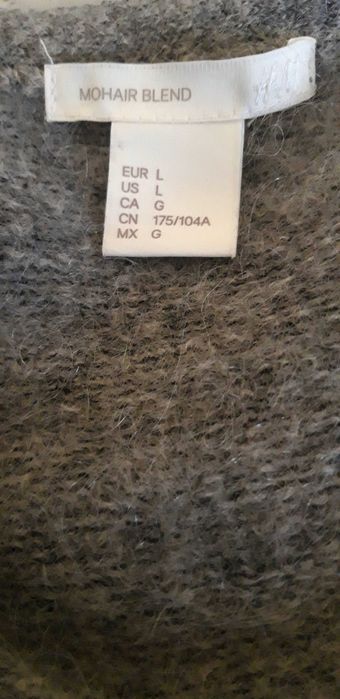 MOHAIR BLEND
EUR L
US L
CA G
CN 175/104A
MX G